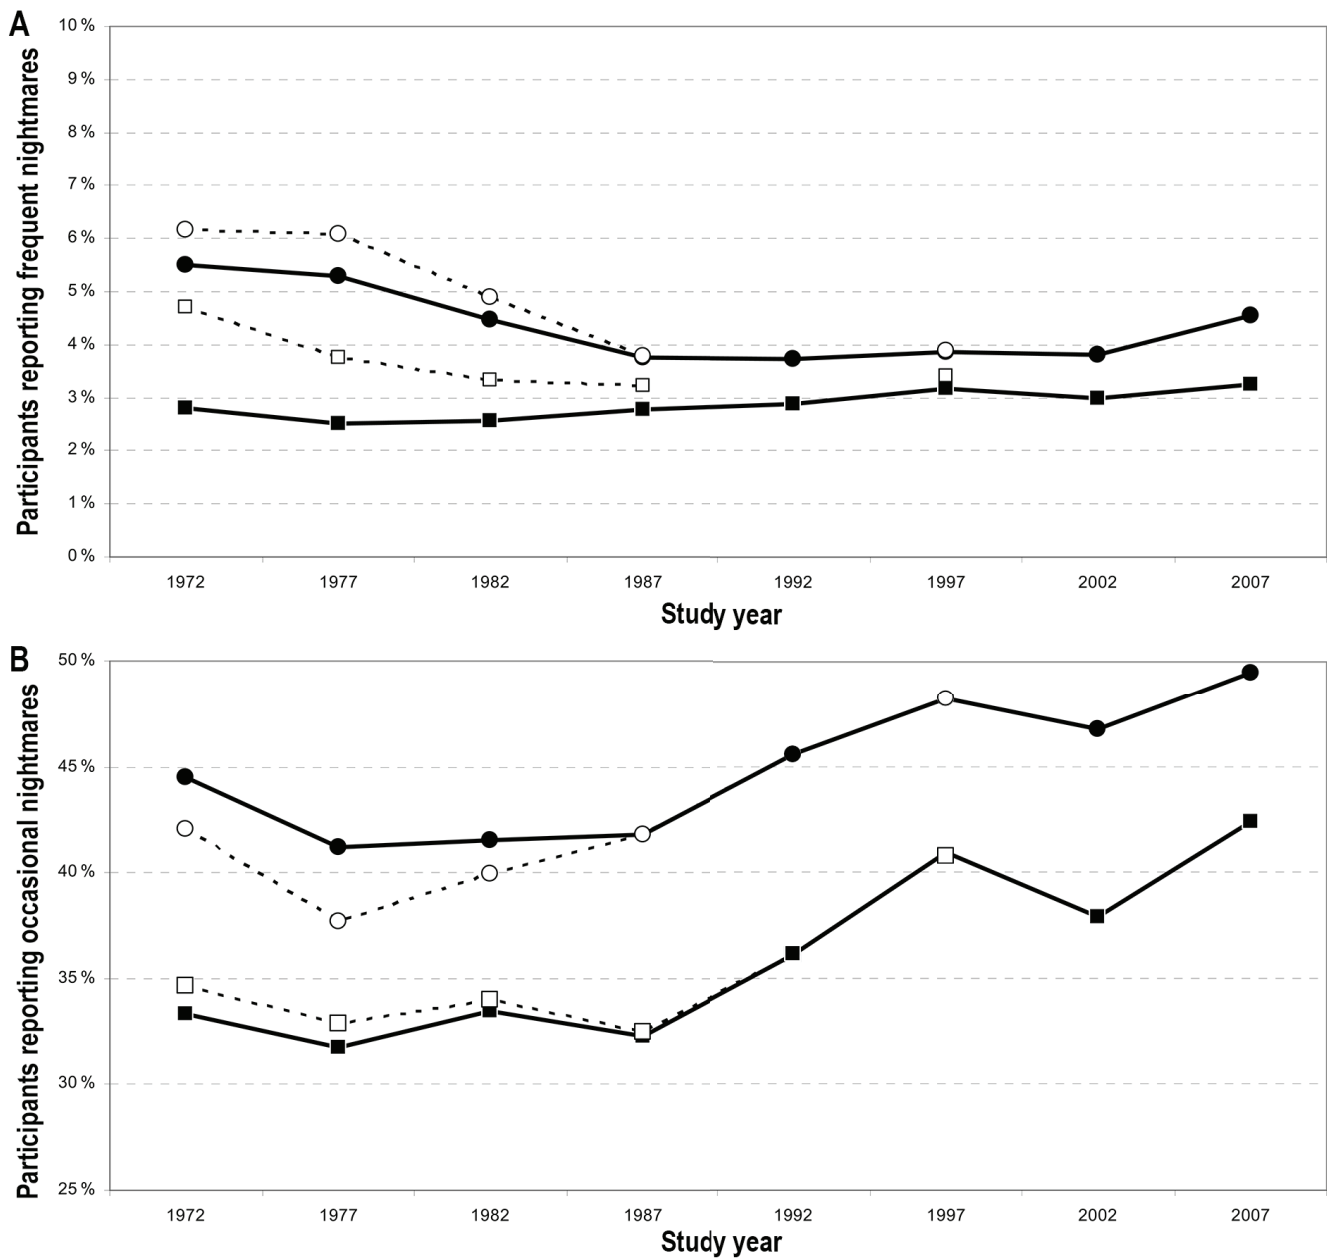 A
Participants reporting frequent nightmares
10 %
9 %
8 %
7 %
6 %
5 %
4 %
3 %
2 %
1 %
0 %
1972 1977 1982 1987 1992 1997 2002 2007
Study year
B
Participants reporting occasional nightmares
50 %
45 %
40 %
35 %
30 %
25 %
1972 1977 1982 1987 1992 1997 2002 2007
Study year